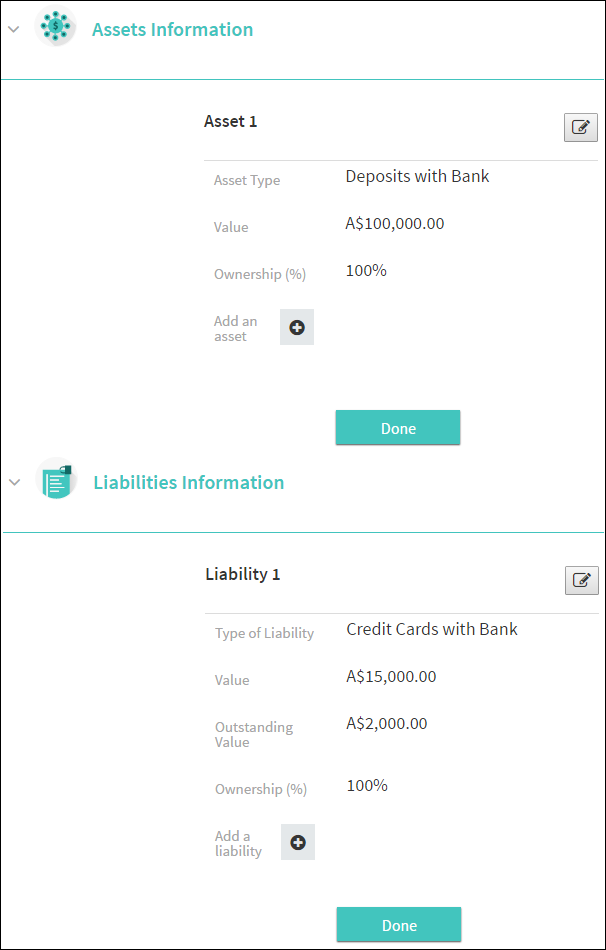 Assets Information
Asset 1
Asset Type Deposits with Bank
Value A$100,000.00
Ownership (%) 100%
Add an
asset
Done
Liabilities Information
Liability 1
Type of Liability Credit Cards with Bank
Value A$15,000.00
Outstanding A$2,000.00
Value
Ownership (%) 100%
Add a
liability
Done